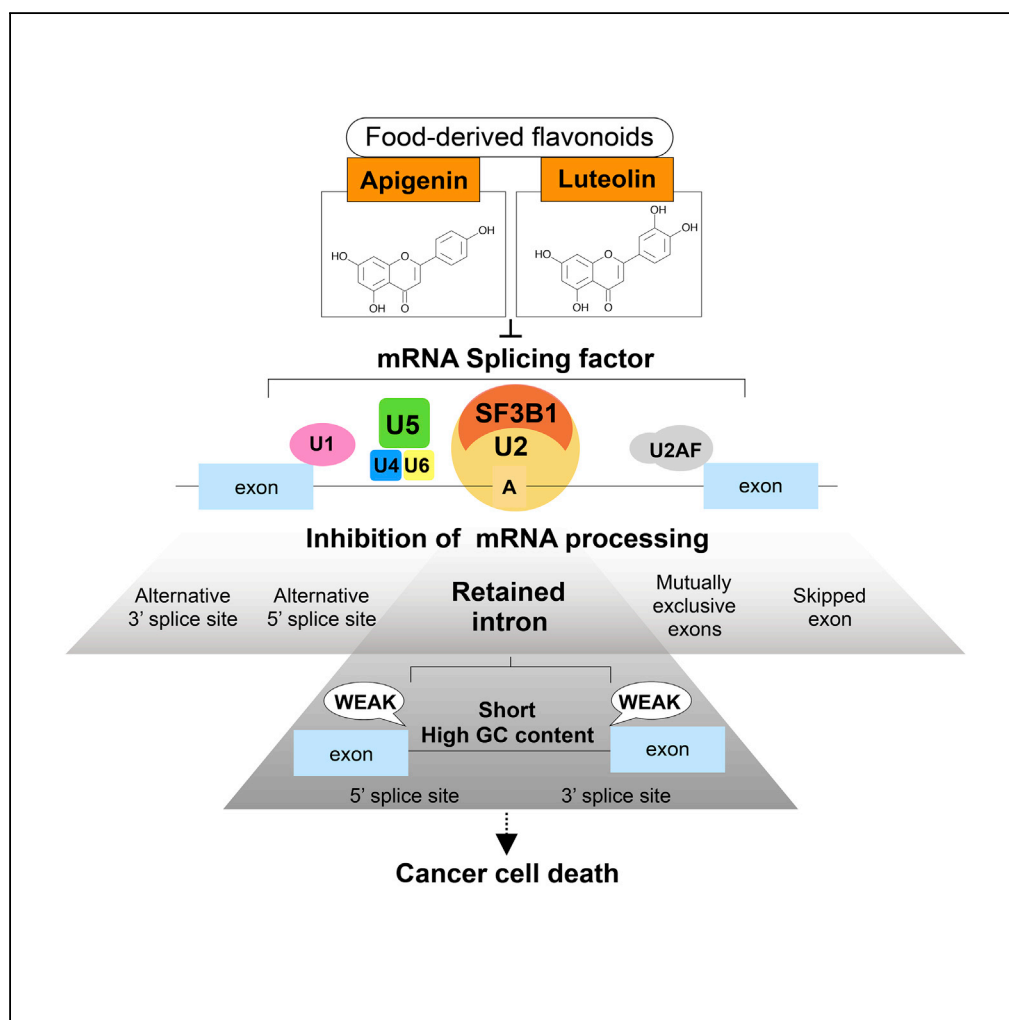 Food-derived flavonoids
Apigenin
Luteolin
OH
HO
O
OH
O
OH
OH
HO
O
OH
O
mRNA Splicing factor
SF3B1
U5
U1
U2
U2AF
U4
U6
exon
A
exon
Inhibition of mRNA processing
Alternative
3’ splice site
Alternative
5’ splice site
Retained
intron
Mutually
exclusive
exons
Skipped
exon
WEAK
WEAK
Short
High GC content
exon
exon
5’ splice site
3’ splice site
Cancer cell death